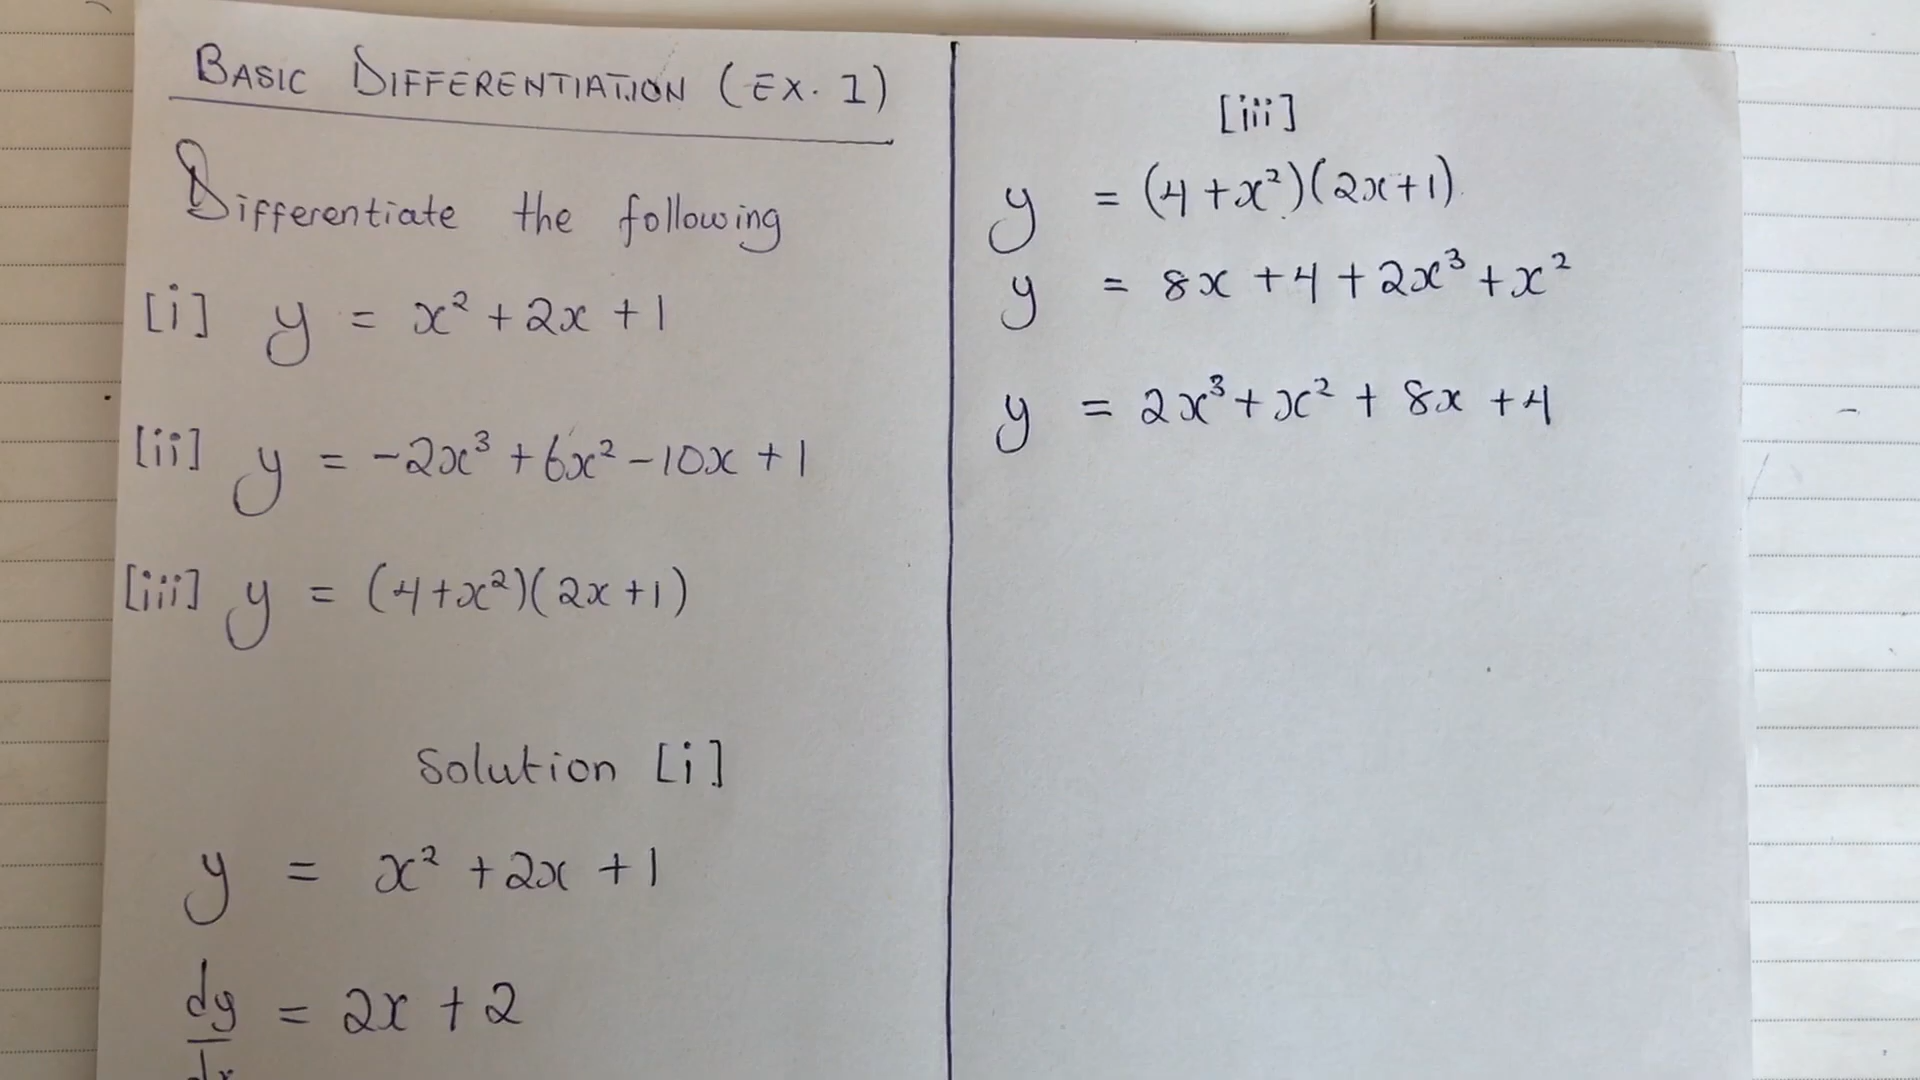 BASIC DIFFERENTIATION (EX. 1)
Differentiate the following
[i] y = x² + 2x + 1
[ii] y = -2x³ + 6x² - 10x + 1
[iii] y = (4+x²)(2x+1)
Solution [i]
y = x² + 2x + 1
dy = 2x + 2
dx
[iii]
y = (4+x²)(2x+1)
y = 8x + 4 + 2x³ + x²
y = 2x³ + x² + 8x + 4